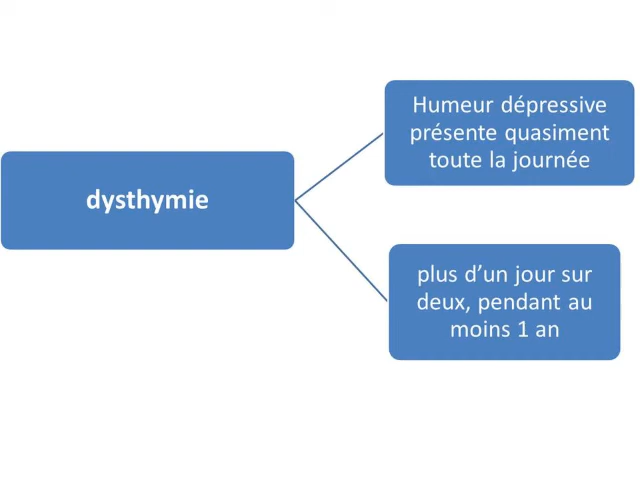 dysthymie
Humeur dépressive
présente quasiment
toute la journée
plus d’un jour sur
deux, pendant au
moins 1 an